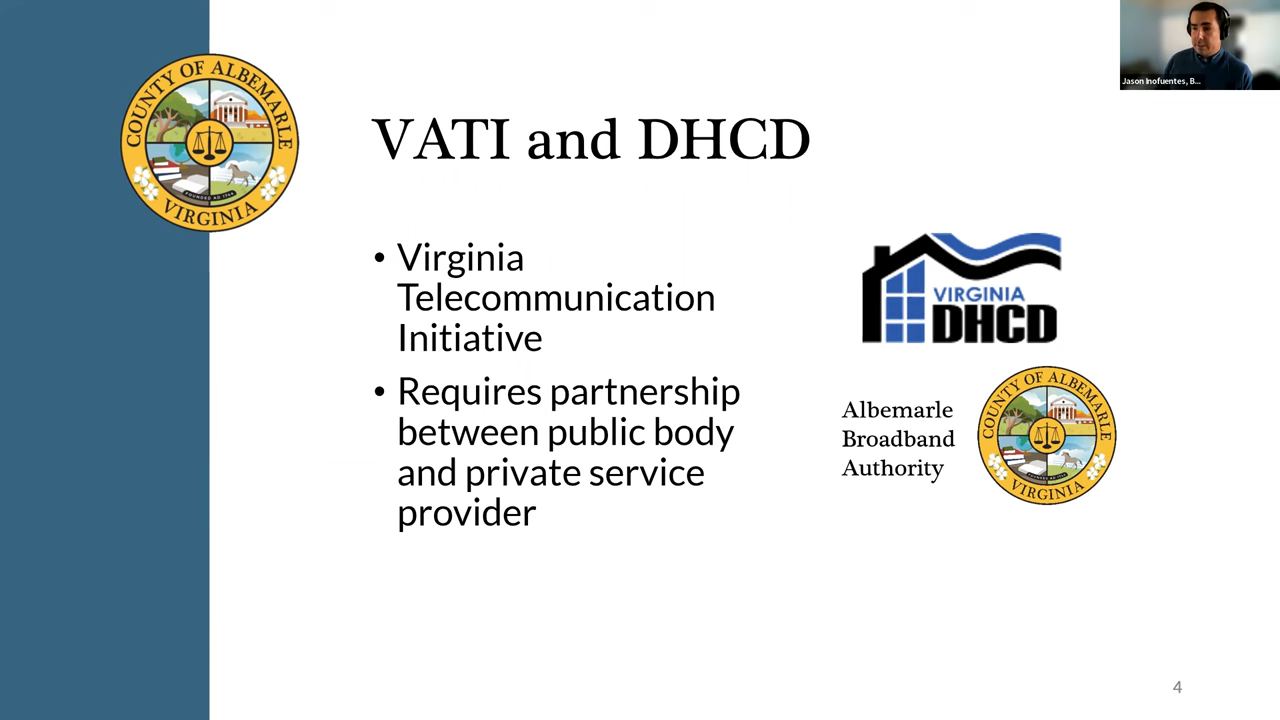 COUNTY OF ALBEMARLE
VIRGINIA
VATI and DHCD
• Virginia
Telecommunication
Initiative
• Requires partnership
between public body
and private service
provider
VIRGINIA
DHCD
Albemarle
Broadband
Authority
COUNTY OF ALBEMARLE
VIRGINIA
Jason Inofuentes, B...
4